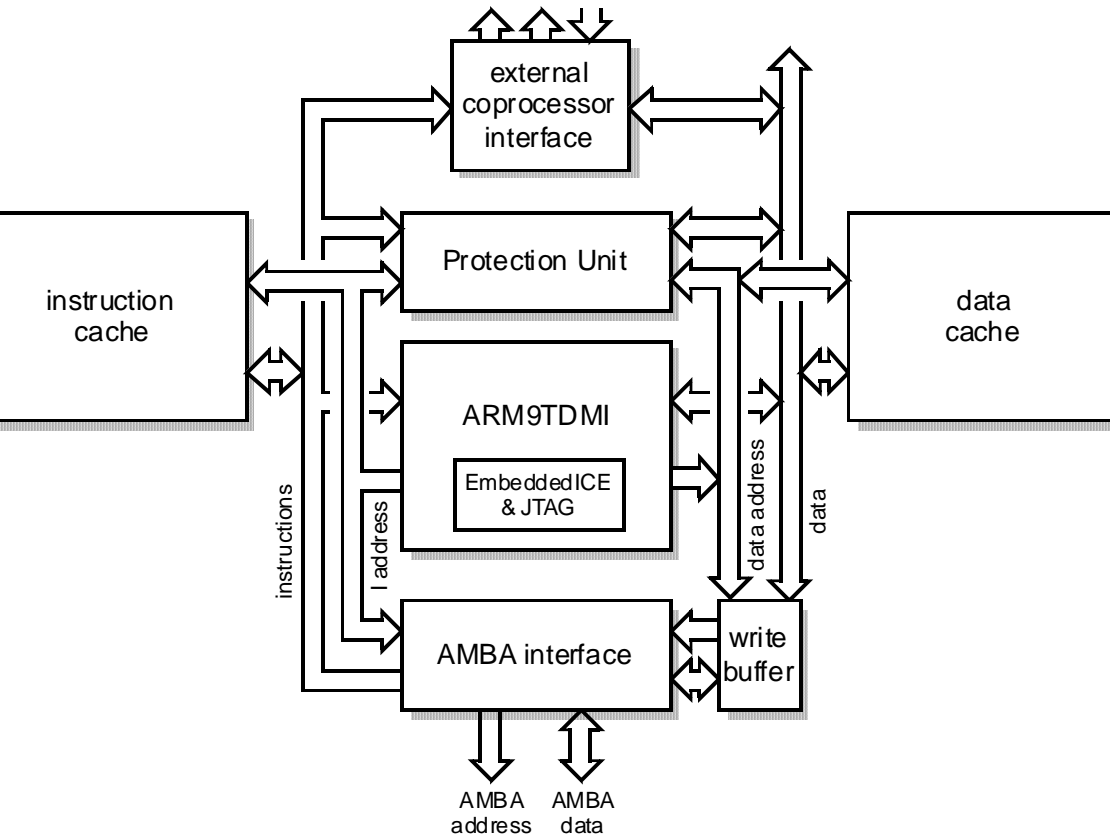 external
coprocessor
interface
Protection Unit
instruction
cache
data
cache
ARM9TDMI
EmbeddedICE
& JTAG
instructions
I address
data address
data
AMBA interface
write
buffer
AMBA
address
AMBA
data